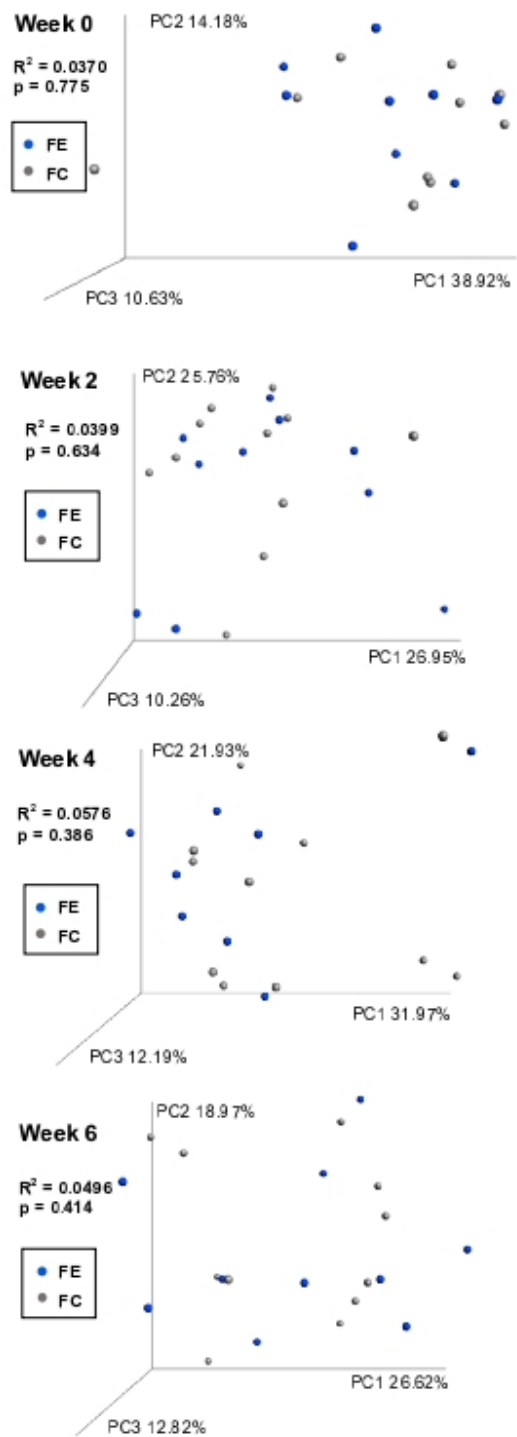 Week 0
PC2 14.18%
R² = 0.0370
p = 0.775
FE
FC
PC1 38.92%
PC3 10.63%
Week 2
PC2 25.76%
R² = 0.0399
p = 0.634
FE
FC
PC1 26.95%
PC3 10.26%
Week 4
PC2 21.93%
R² = 0.0576
p = 0.386
FE
FC
PC1 31.97%
PC3 12.19%
Week 6
PC2 18.97%
R² = 0.0496
p = 0.414
FE
FC
PC1 26.62%
PC3 12.82%